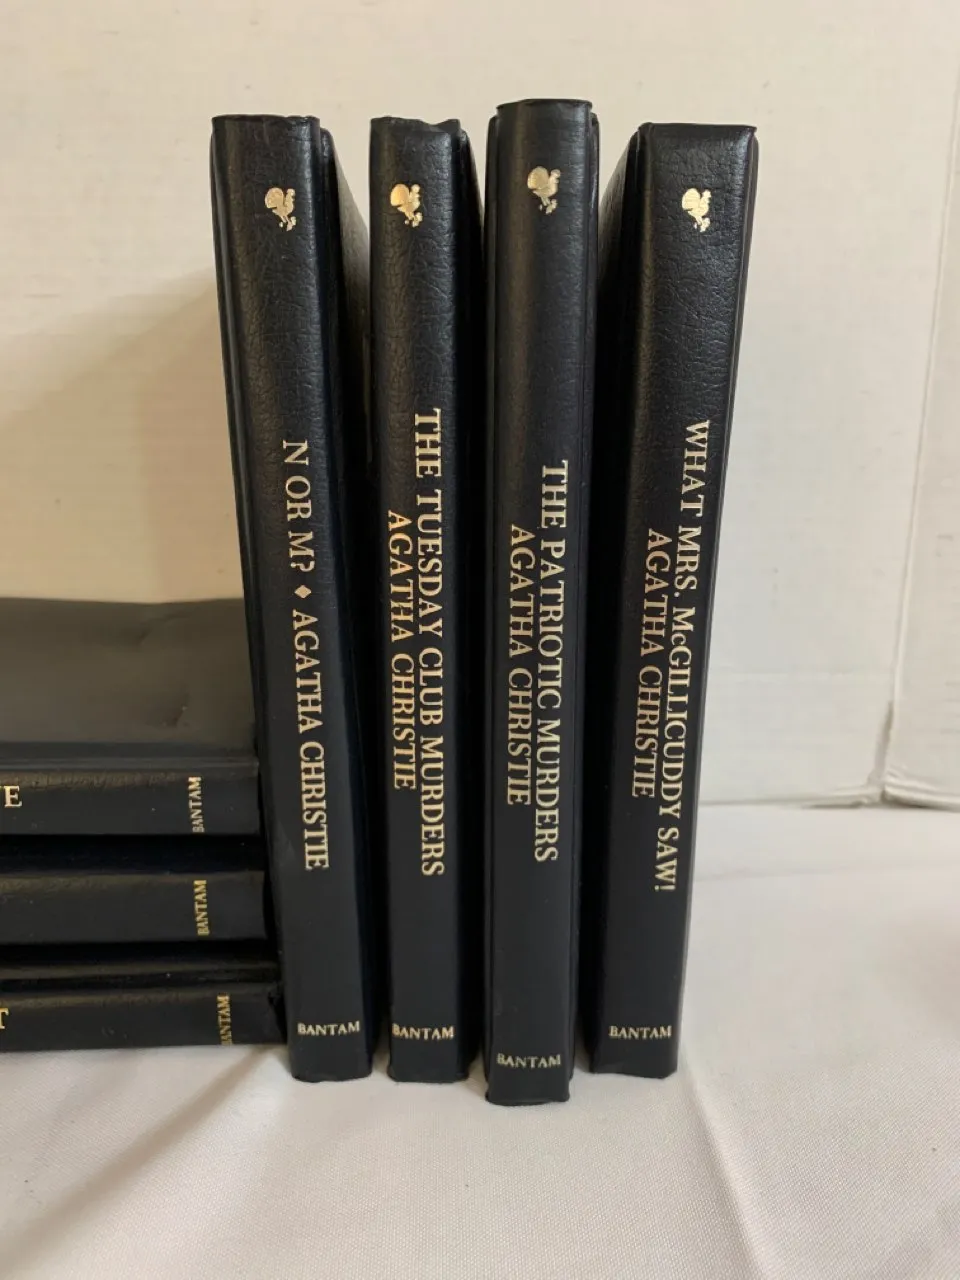 N OR M? ◆ AGATHA CHRISTIE
BANTAM
THE TUESDAY CLUB MURDERS
AGATHA CHRISTIE
BANTAM
THE PATRIOTIC MURDERS
AGATHA CHRISTIE
BANTAM
WHAT MRS. McGILLICUDDY SAW!
AGATHA CHRISTIE
BANTAM
BANTAM
BANTAM
BANTAM